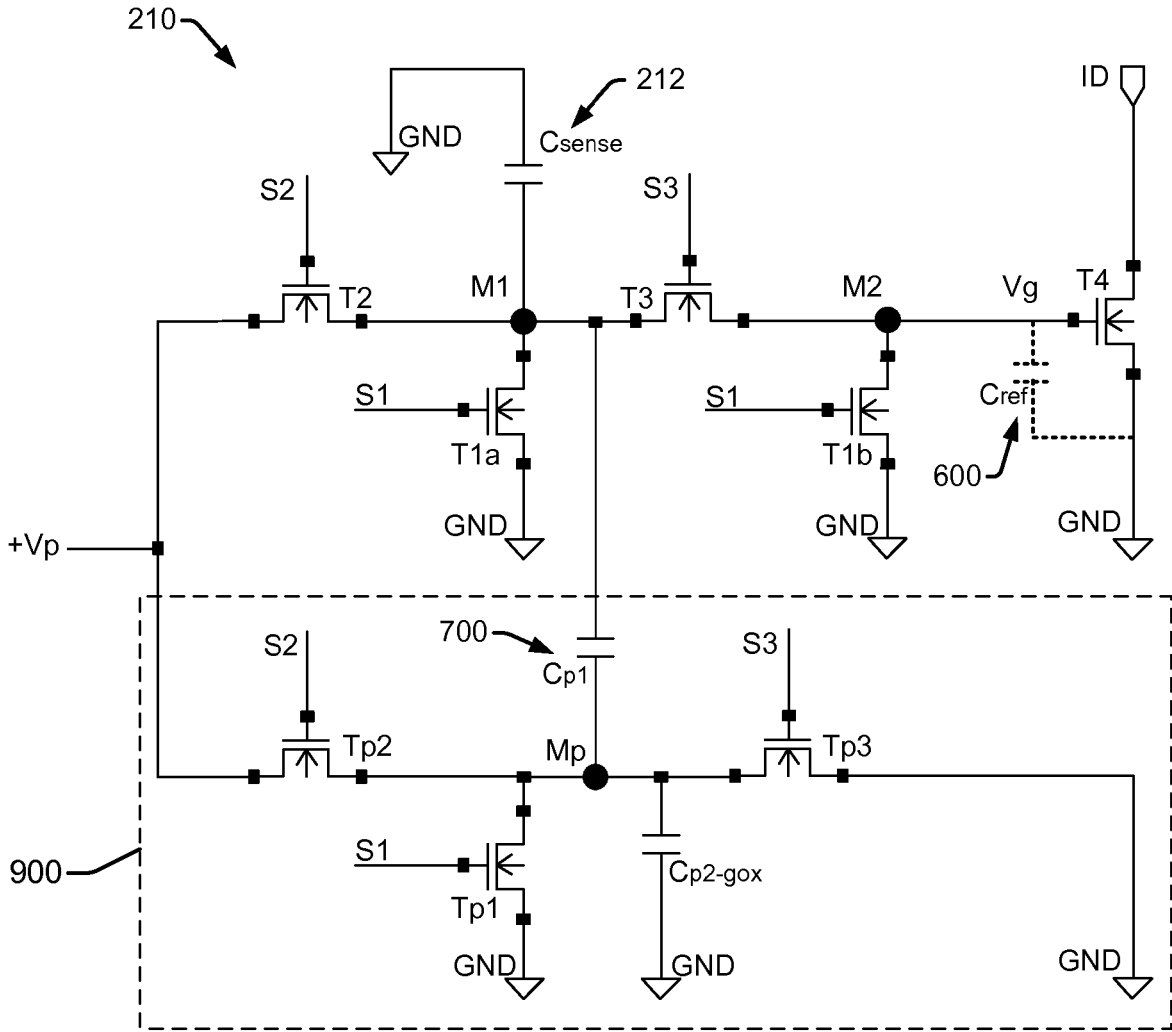 210
212
ID
GND
Csense
S2
S3
T2
M1
T3
M2
Vg
T4
S1
T1a
S1
T1b
Cref
600
GND
GND
GND
+Vp
700
S2
S3
Cp1
Tp2
Mp
Tp3
S1
Cp2-gox
900
Tp1
GND
GND
GND